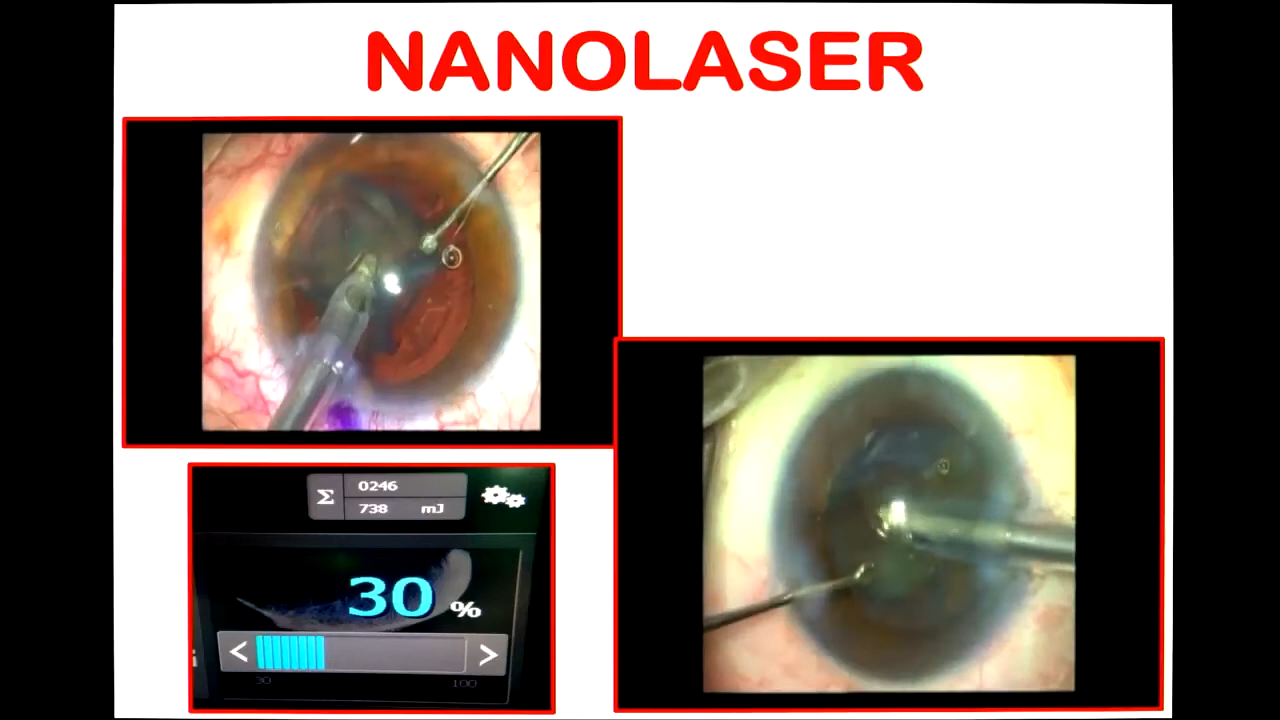 NANOLASER
Σ 0246
738 mJ
30 %
< >
30 100